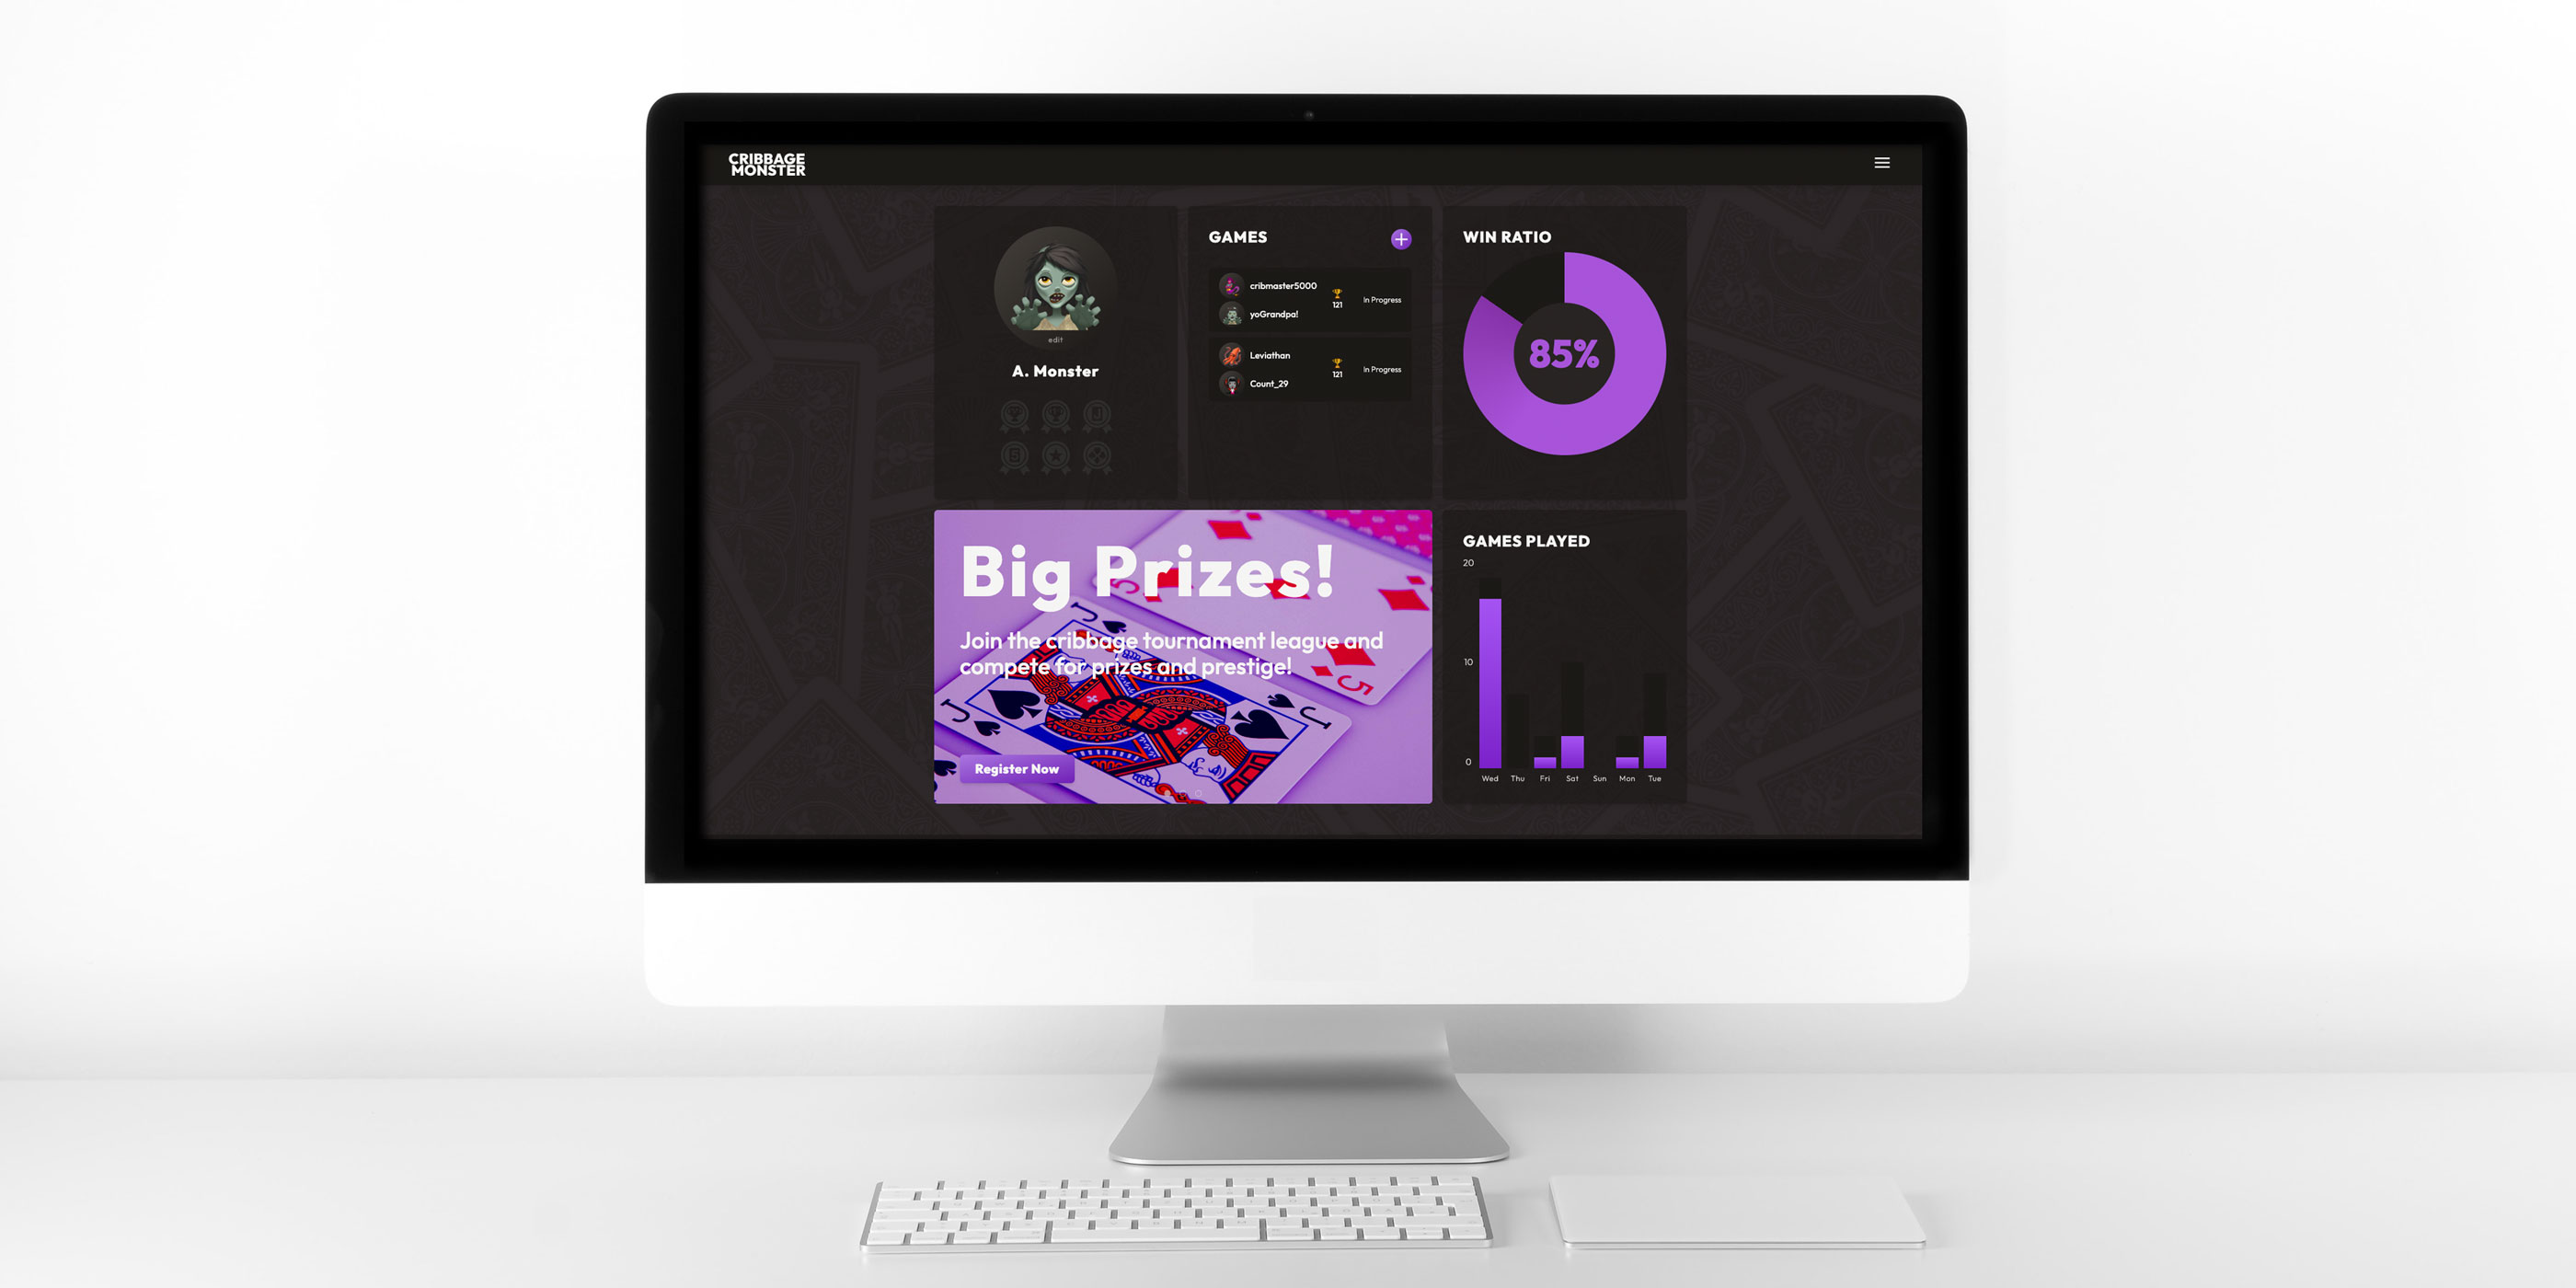 CRIBBAGE
MONSTER
edit
A. Monster
GAMES
cribmaster5000
yoGrandpa!
121
In Progress
Leviathan
Count_29
121
In Progress
WIN RATIO
85%
Big Prizes!
Join the cribbage tournament league and
compete for prizes and prestige!
Register Now
J
J
J
5
5
GAMES PLAYED
20
10
0
Wed Thu Fri Sat Sun Mon Tue